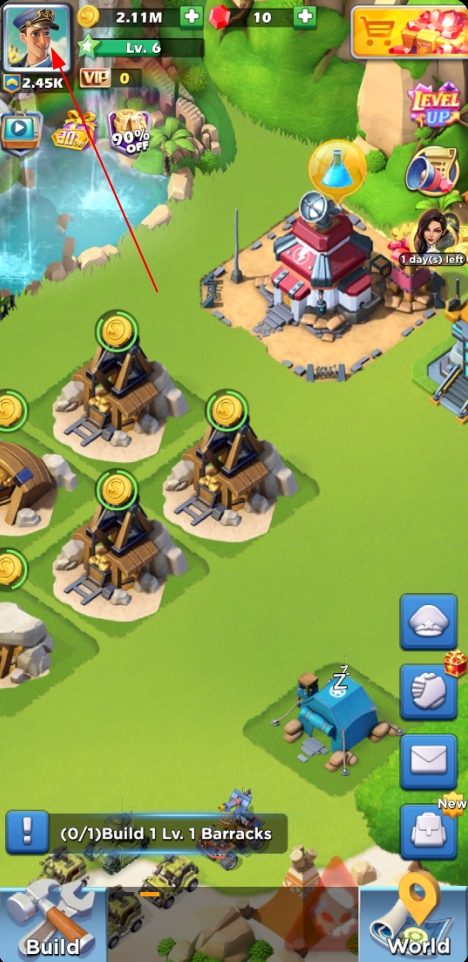 2.11M
10
Lv. 6
2.45K
VIP 0
90%
OFF
LEVEL
UP
1 day(s) left
Z
Z
New
(0/1)Build 1 Lv. 1 Barracks
Build
World